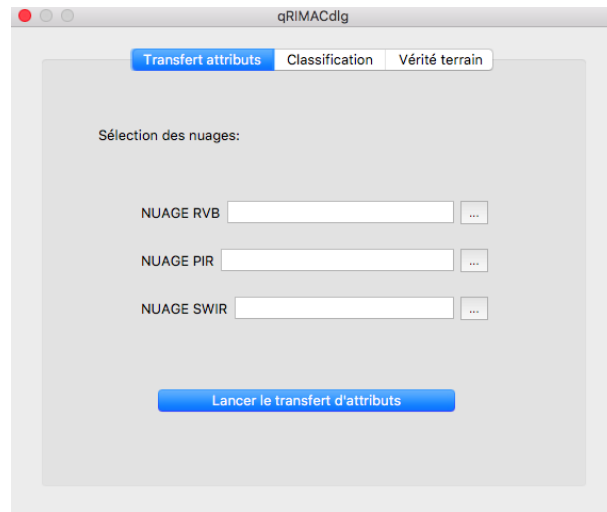 qRIMACdlg
Transfert attributs Classification Vérité terrain
Sélection des nuages:
NUAGE RVB ...
NUAGE PIR ...
NUAGE SWIR ...
Lancer le transfert d'attributs